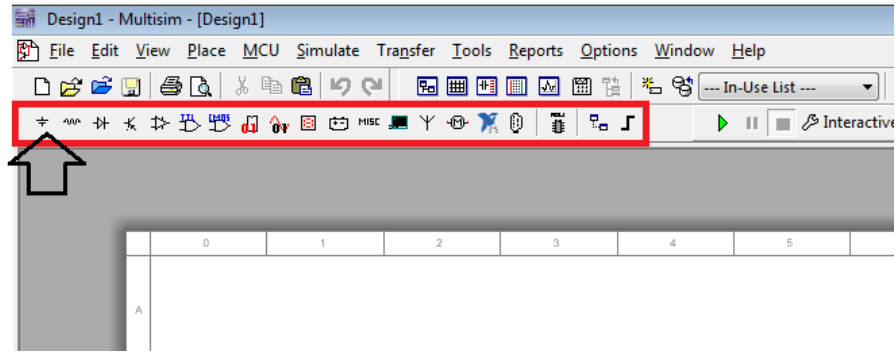 Design1 - Multisim - [Design1]
File Edit View Place MCU Simulate Transfer Tools Reports Options Window Help
--- In-Use List ---
TTL CMOS MISC Interactive
0 1 2 3 4 5
A